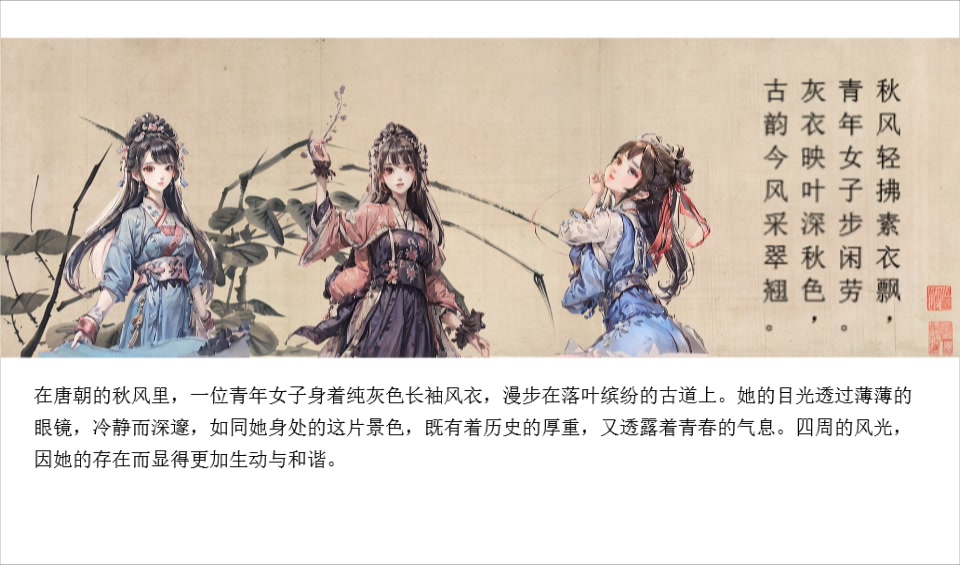 秋风轻拂素衣飘，
青年女子步闲劳。
灰衣映叶深秋色，
古韵今风采翠翘。
在唐朝的秋风里，一位青年女子身着纯灰色长袖风衣，漫步在落叶缤纷的古道上。她的目光透过薄薄的
眼镜，冷静而深邃，如同她身处的这片景色，既有着历史的厚重，又透露着青春的气息。四周的风光，
因她的存在而显得更加生动与和谐。